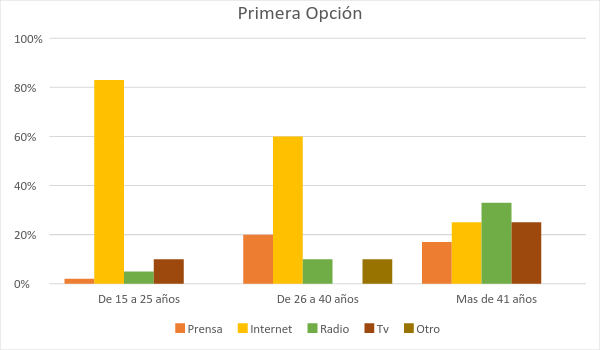 Primera Opción
100%
80%
60%
40%
20%
0%
De 15 a 25 años De 26 a 40 años Mas de 41 años
Prensa Internet Radio Tv Otro